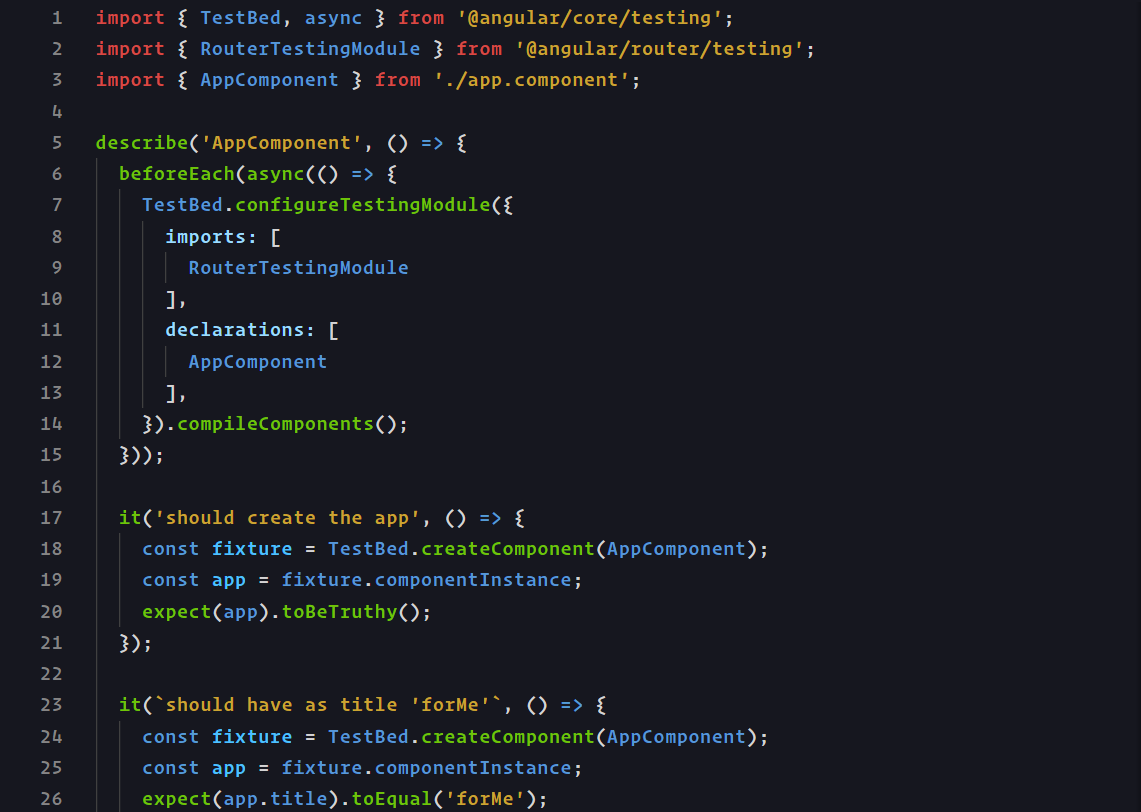 1 import { TestBed, async } from '@angular/core/testing';
2 import { RouterTestingModule } from '@angular/router/testing';
3 import { AppComponent } from './app.component';
4
5 describe('AppComponent', () => {
6   beforeEach(async(() => {
7     TestBed.configureTestingModule({
8       imports: [
9         RouterTestingModule
10       ],
11       declarations: [
12         AppComponent
13       ],
14     }).compileComponents();
15   }));
16
17   it('should create the app', () => {
18     const fixture = TestBed.createComponent(AppComponent);
19     const app = fixture.componentInstance;
20     expect(app).toBeTruthy();
21   });
22
23   it(`should have as title 'forMe'`, () => {
24     const fixture = TestBed.createComponent(AppComponent);
25     const app = fixture.componentInstance;
26     expect(app.title).toEqual('forMe');